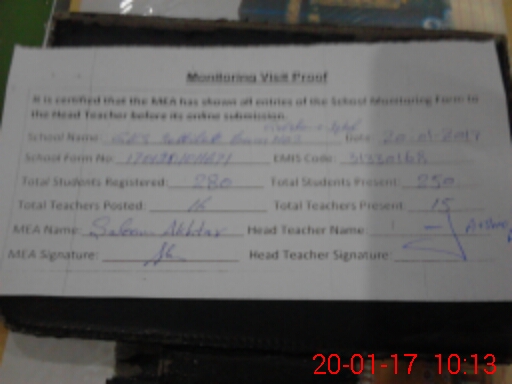 Monitoring Visit Proof
It is certified that the MEA has shown all entries of the School Monitoring Form to
the Head Teacher before its online submission.
School Name: Date: 20-01-2017
School Form No: EMIS Code:
Total Students Registered: 280 Total Students Present: 250
Total Teachers Posted: 16 Total Teachers Present 15
MEA Name: Saleem Akhtar Head Teacher Name
MEA Signature: Head Teacher Signature:
20-01-17 10:13